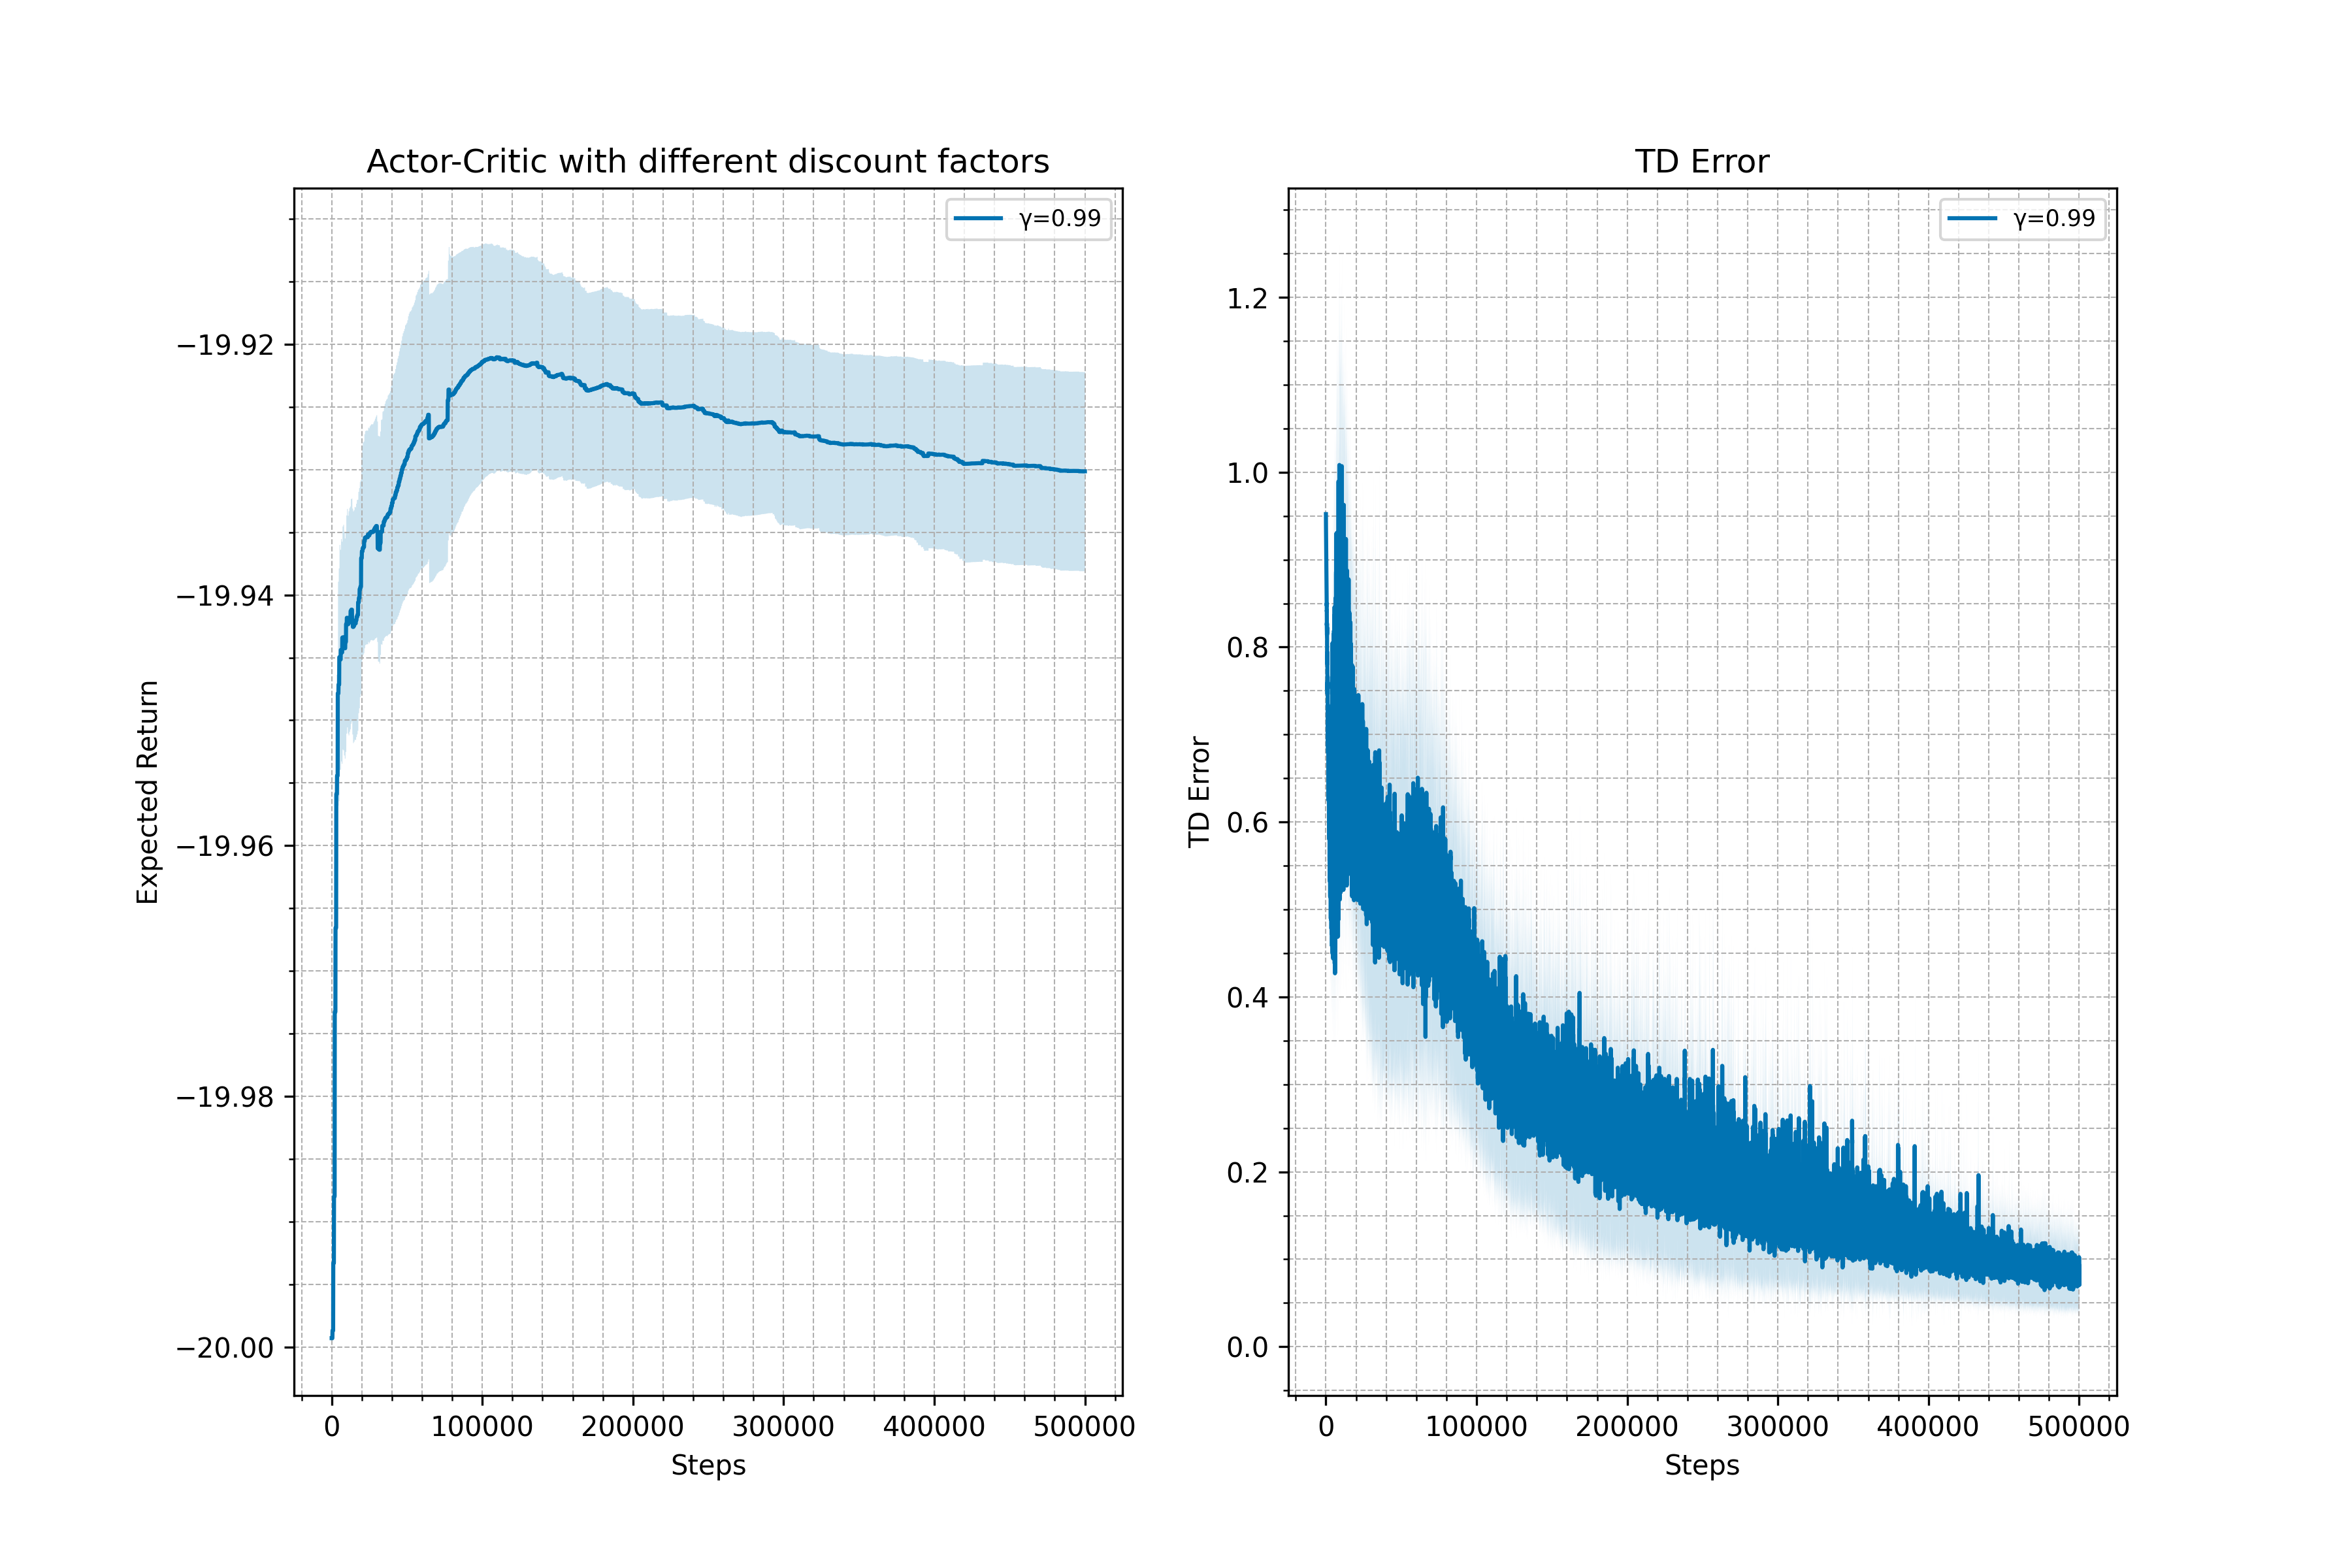 Actor-Critic with different discount factors
γ=0.99
Expected Return
−19.92
−19.94
−19.96
−19.98
−20.00
0 100000 200000 300000 400000 500000
Steps
TD Error
γ=0.99
TD Error
1.2
1.0
0.8
0.6
0.4
0.2
0.0
0 100000 200000 300000 400000 500000
Steps